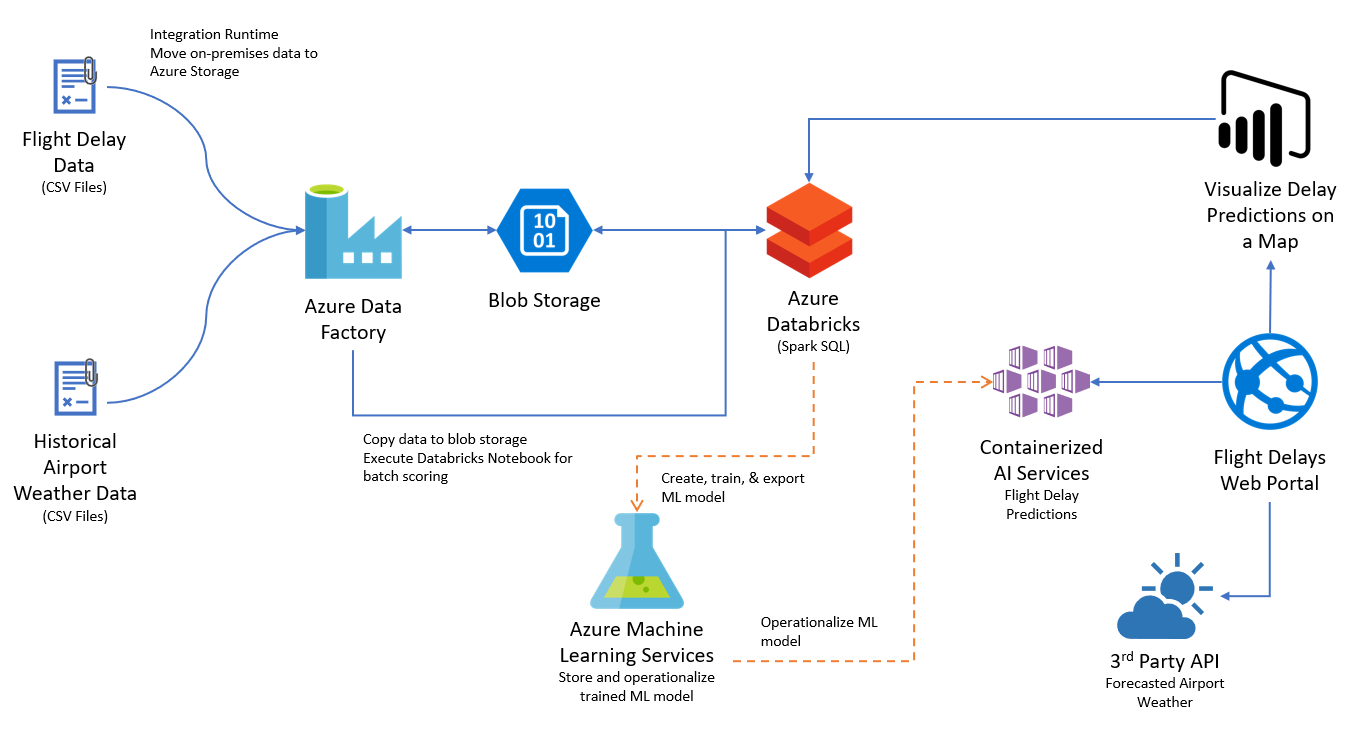 Integration Runtime
Move on-premises data to
Azure Storage
Flight Delay
Data
(CSV Files)
Historical
Airport
Weather Data
(CSV Files)
Azure Data
Factory
10
01
Blob Storage
Copy data to blob storage
Execute Databricks Notebook for
batch scoring
Azure
Databricks
(Spark SQL)
Create, train, & export
ML model
Azure Machine
Learning Services
Store and operationalize
trained ML model
Operationalize ML
model
Containerized
AI Services
Flight Delay
Predictions
Visualize Delay
Predictions on
a Map
Flight Delays
Web Portal
3rd Party API
Forecasted Airport
Weather